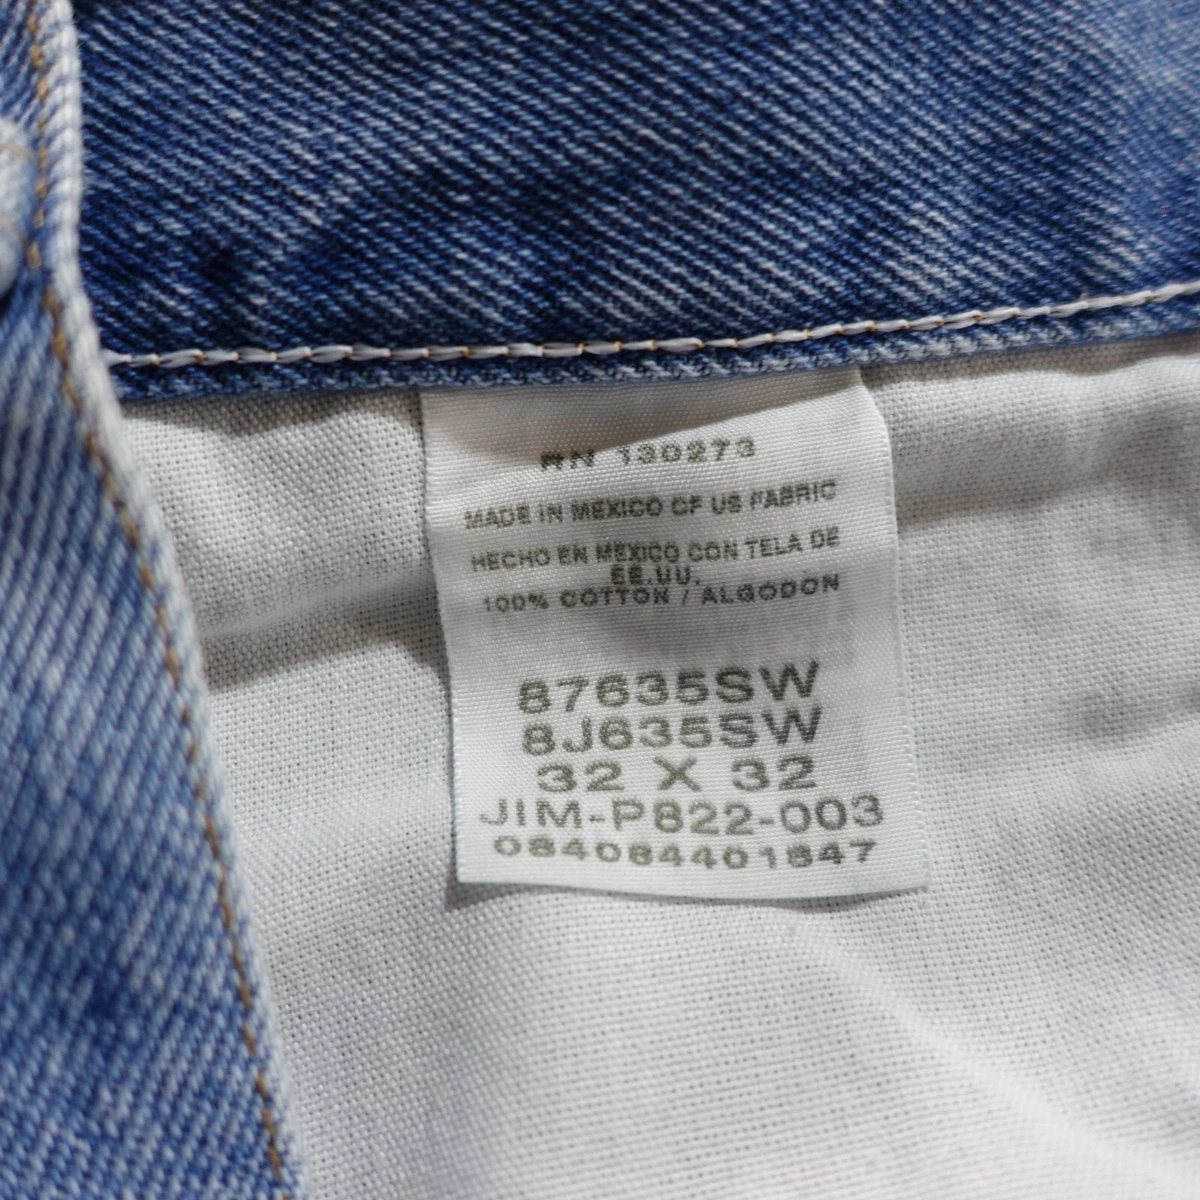 RN 130273
MADE IN MEXICO OF US FABRIC
HECHO EN MEXICO CON TELA DE
EE.UU.
100% COTTON / ALGODON
87635SW
8J635SW
32 X 32
JIM-P822-003
084084401847